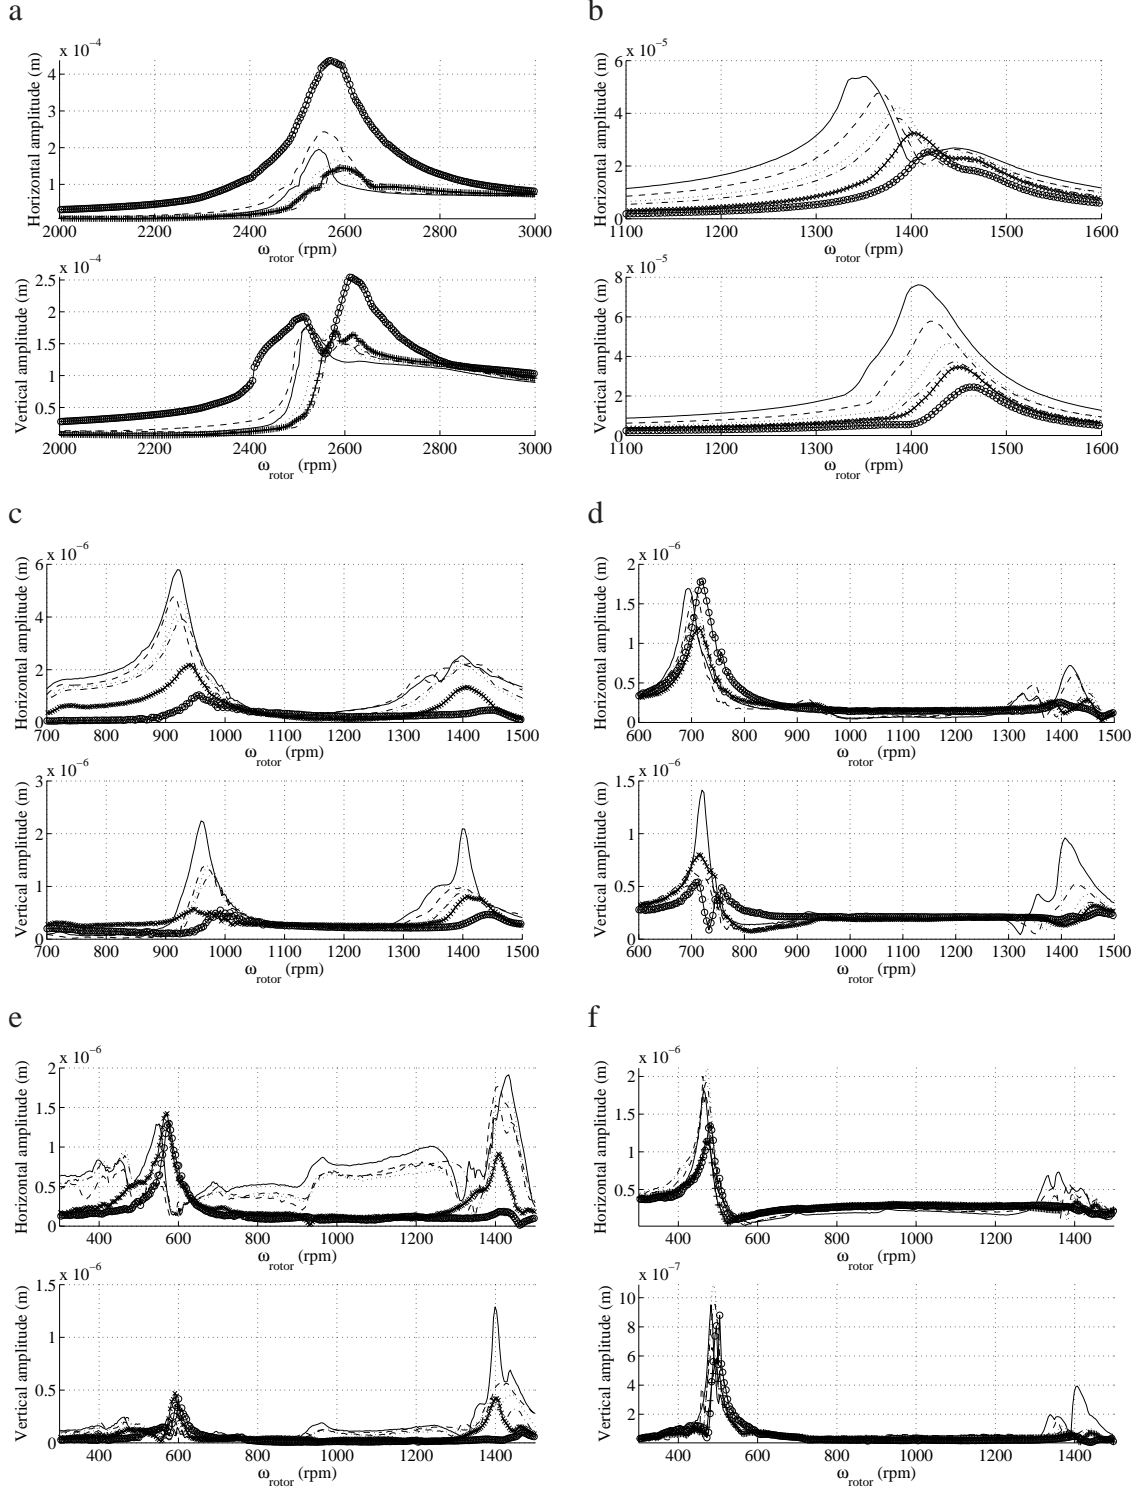 a
x 10⁻⁴
Horizontal amplitude (m)
4
3
2
1
2000 2200 2400 2600 2800 3000
ω_rotor (rpm)
x 10⁻⁴
Vertical amplitude (m)
2.5
2
1.5
1
0.5
2000 2200 2400 2600 2800 3000
ω_rotor (rpm)
b
x 10⁻⁵
Horizontal amplitude (m)
6
4
2
0
1100 1200 1300 1400 1500 1600
ω_rotor (rpm)
x 10⁻⁵
Vertical amplitude (m)
8
6
4
2
0
1100 1200 1300 1400 1500 1600
ω_rotor (rpm)
c
x 10⁻⁶
Horizontal amplitude (m)
6
4
2
0
700 800 900 1000 1100 1200 1300 1400 1500
ω_rotor (rpm)
x 10⁻⁶
Vertical amplitude (m)
3
2
1
0
700 800 900 1000 1100 1200 1300 1400 1500
ω_rotor (rpm)
d
x 10⁻⁶
Horizontal amplitude (m)
2
1.5
1
0.5
0
600 700 800 900 1000 1100 1200 1300 1400 1500
ω_rotor (rpm)
x 10⁻⁶
Vertical amplitude (m)
1.5
1
0.5
0
600 700 800 900 1000 1100 1200 1300 1400 1500
ω_rotor (rpm)
e
x 10⁻⁶
Horizontal amplitude (m)
2
1.5
1
0.5
0
400 600 800 1000 1200 1400
ω_rotor (rpm)
x 10⁻⁶
Vertical amplitude (m)
1.5
1
0.5
0
400 600 800 1000 1200 1400
ω_rotor (rpm)
f
x 10⁻⁶
Horizontal amplitude (m)
2
1.5
1
0.5
400 600 800 1000 1200 1400
ω_rotor (rpm)
x 10⁻⁷
Vertical amplitude (m)
10
8
6
4
2
400 600 800 1000 1200 1400
ω_rotor (rpm)